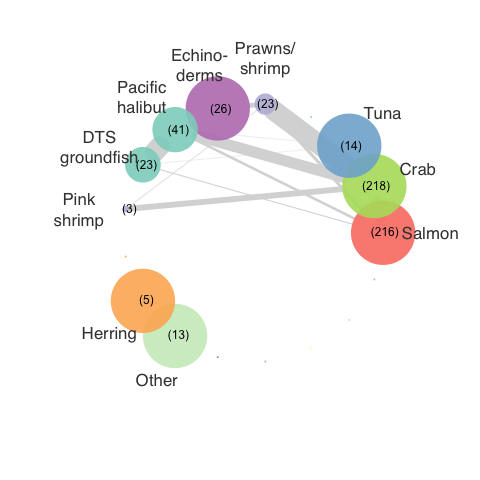 Prawns/
shrimp
(23)
Echino-
derms
(26)
Pacific
halibut
(41)
DTS
groundfish
(23)
Pink
shrimp
(3)
Tuna
(14)
Crab
(218)
Salmon
(216)
(5)
Herring
(13)
Other